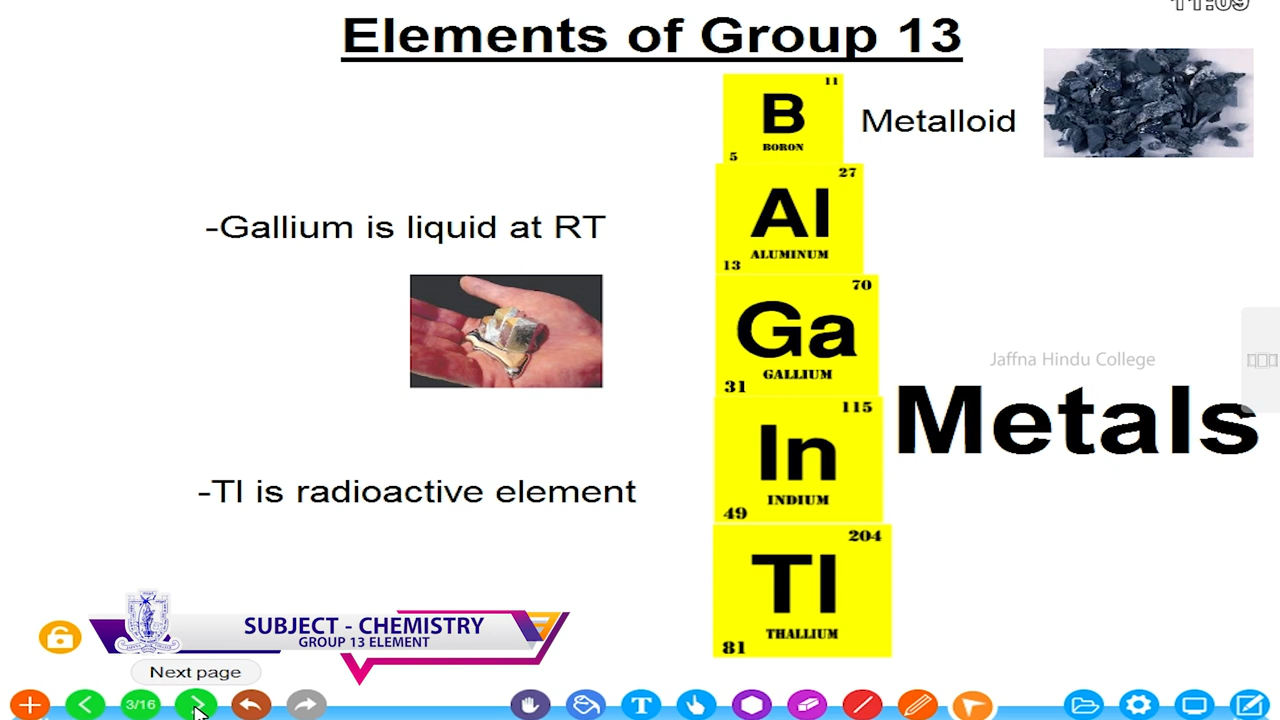 11:09
Elements of Group 13
11
B
BORON
5
Metalloid
27
Al
ALUMINUM
13
-Gallium is liquid at RT
70
Ga
GALLIUM
31
Jaffna Hindu College
Metals
115
In
INDIUM
49
-Tl is radioactive element
204
Tl
THALLIUM
81
SUBJECT - CHEMISTRY
GROUP 13 ELEMENT
Next page
3/16
T